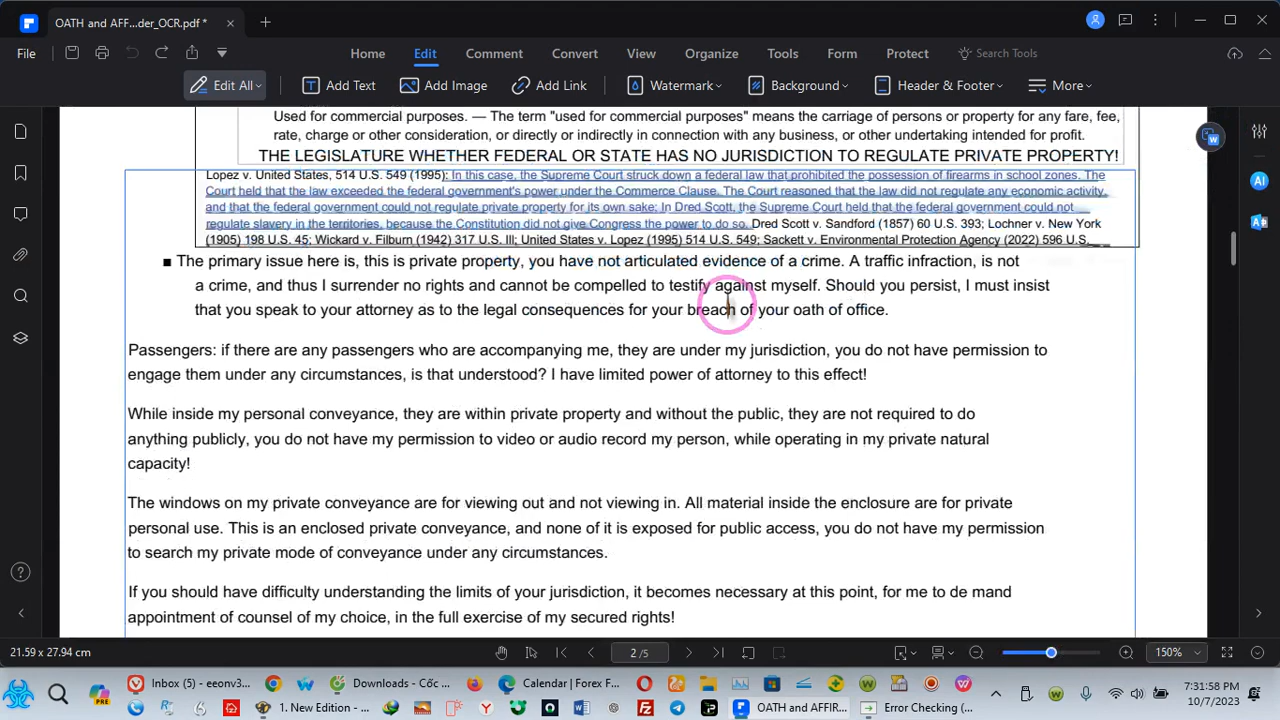 OATH and AFF...der_OCR.pdf *
File
Home
Edit
Comment
Convert
View
Organize
Tools
Form
Protect
Search Tools
Edit All
Add Text
Add Image
Add Link
Watermark
Background
Header & Footer
More
Used for commercial purposes. — The term "used for commercial purposes" means the carriage of persons or property for any fare, fee,
rate, charge or other consideration, or directly or indirectly in connection with any business, or other undertaking intended for profit.
THE LEGISLATURE WHETHER FEDERAL OR STATE HAS NO JURISDICTION TO REGULATE PRIVATE PROPERTY!
Lopez v. United States, 514 U.S. 549 (1995): In this case, the Supreme Court struck down a federal law that prohibited the possession of firearms in school zones. The
Court held that the law exceeded the federal government's power under the Commerce Clause. The Court reasoned that the law did not regulate any economic activity,
and that the federal government could not regulate private property for its own sake; In Dred Scott, the Supreme Court held that the federal government could not
regulate slavery in the territories, because the Constitution did not give Congress the power to do so. Dred Scott v. Sandford (1857) 60 U.S. 393; Lochner v. New York
(1905) 198 U.S. 45; Wickard v. Filburn (1942) 317 U.S. Ill; United States v. Lopez (1995) 514 U.S. 549; Sackett v. Environmental Protection Agency (2022) 596 U.S.
■ The primary issue here is, this is private property, you have not articulated evidence of a crime. A traffic infraction, is not
a crime, and thus I surrender no rights and cannot be compelled to testify against myself. Should you persist, I must insist
that you speak to your attorney as to the legal consequences for your breach of your oath of office.
Passengers: if there are any passengers who are accompanying me, they are under my jurisdiction, you do not have permission to
engage them under any circumstances, is that understood? I have limited power of attorney to this effect!
While inside my personal conveyance, they are within private property and without the public, they are not required to do
anything publicly, you do not have my permission to video or audio record my person, while operating in my private natural
capacity!
The windows on my private conveyance are for viewing out and not viewing in. All material inside the enclosure are for private
personal use. This is an enclosed private conveyance, and none of it is exposed for public access, you do not have my permission
to search my private mode of conveyance under any circumstances.
If you should have difficulty understanding the limits of your jurisdiction, it becomes necessary at this point, for me to de mand
appointment of counsel of my choice, in the full exercise of my secured rights!
21.59 x 27.94 cm
2 /5
150%
Inbox (5) - eeonv3...
Downloads - Cốc ...
Calendar | Forex F...
7:31:58 PM
1. New Edition - ...
OATH and AFFIR...
Error Checking (...
10/7/2023